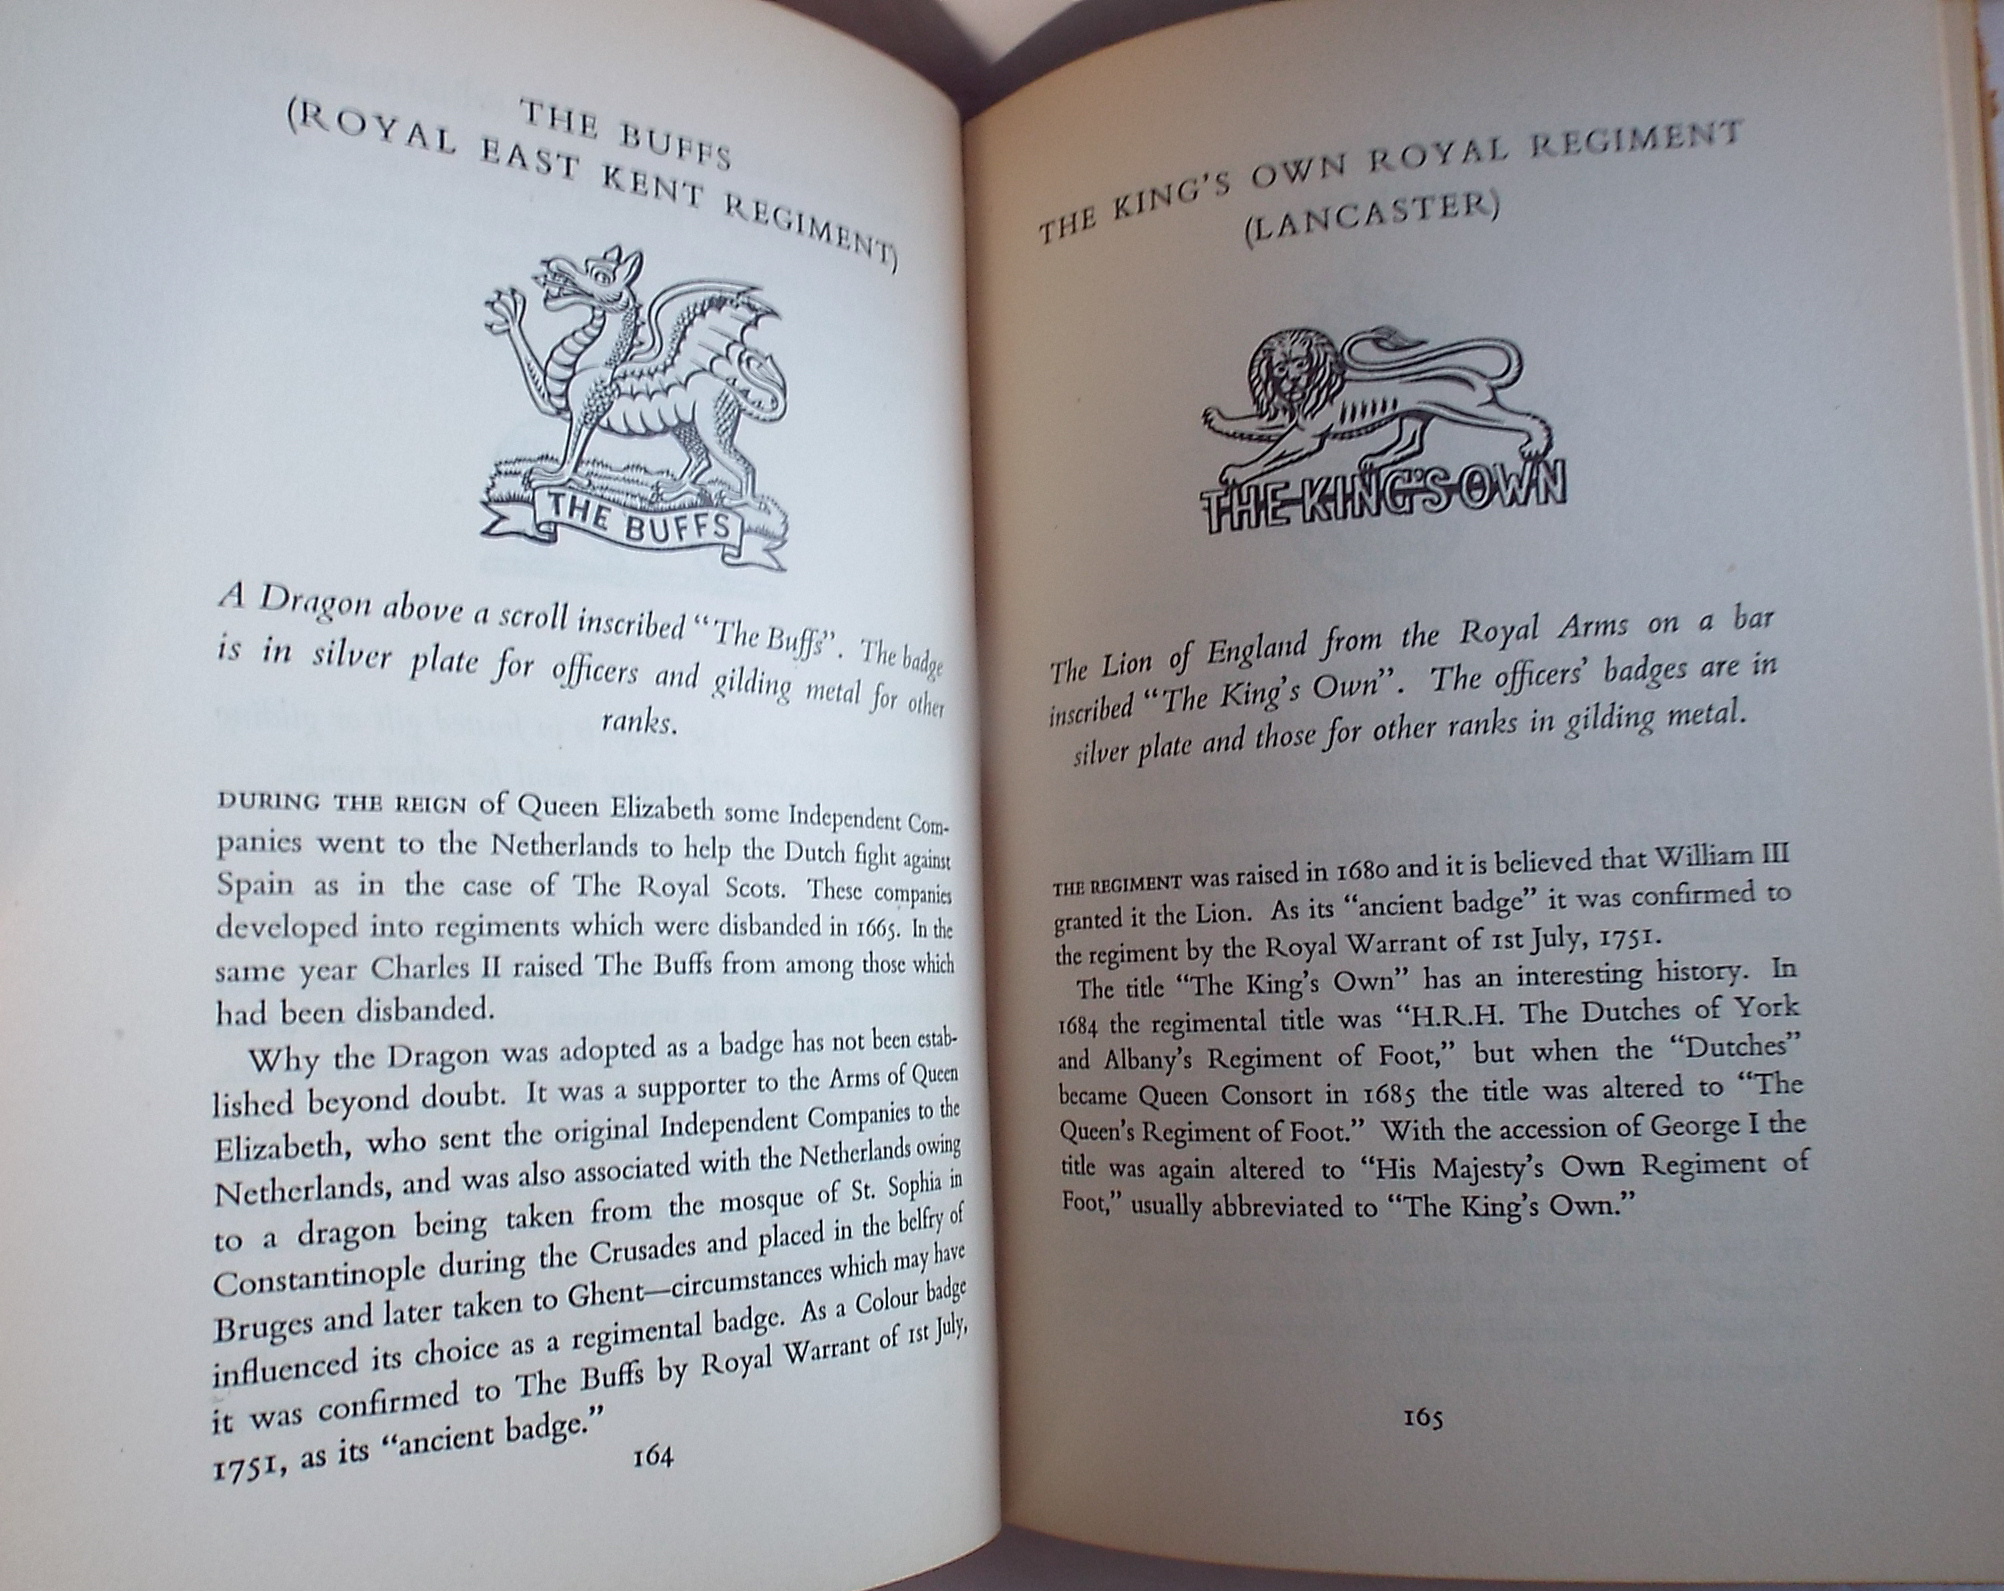 THE BUFFS
(ROYAL EAST KENT REGIMENT)
THE BUFFS
A Dragon above a scroll inscribed “The Buffs”. The badge
is in silver plate for officers and gilding metal for other
ranks.
DURING THE REIGN of Queen Elizabeth some Independent Com-
panies went to the Netherlands to help the Dutch fight against
Spain as in the case of The Royal Scots. These companies
developed into regiments which were disbanded in 1665. In the
same year Charles II raised The Buffs from among those which
had been disbanded.
Why the Dragon was adopted as a badge has not been estab-
lished beyond doubt. It was a supporter to the Arms of Queen
Elizabeth, who sent the original Independent Companies to the
Netherlands, and was also associated with the Netherlands owing
to a dragon being taken from the mosque of St. Sophia in
Constantinople during the Crusades and placed in the belfry of
Bruges and later taken to Ghent—circumstances which may have
influenced its choice as a regimental badge. As a Colour badge
it was confirmed to The Buffs by Royal Warrant of 1st July,
1751, as its “ancient badge.”
164
THE KING’S OWN ROYAL REGIMENT
(LANCASTER)
THE KING'S OWN
The Lion of England from the Royal Arms on a bar
inscribed “The King’s Own”. The officers’ badges are in
silver plate and those for other ranks in gilding metal.
THE REGIMENT was raised in 1680 and it is believed that William III
granted it the Lion. As its “ancient badge” it was confirmed to
the regiment by the Royal Warrant of 1st July, 1751.
The title “The King’s Own” has an interesting history. In
1684 the regimental title was “H.R.H. The Dutches of York
and Albany’s Regiment of Foot,” but when the “Dutches”
became Queen Consort in 1685 the title was altered to “The
Queen’s Regiment of Foot.” With the accession of George I the
title was again altered to “His Majesty’s Own Regiment of
Foot,” usually abbreviated to “The King’s Own.”
165